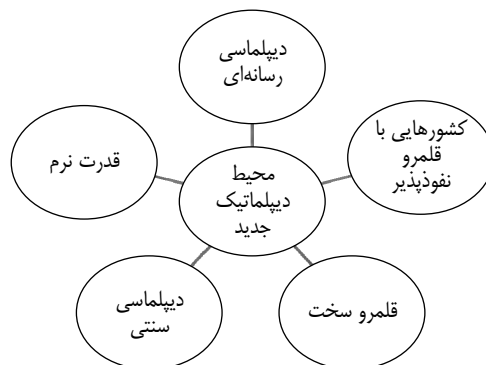 دیپلماسی
رسانه‌ای
کشورهایی با
قلمرو
نفوذپذیر
قدرت نرم
محیط
دیپلماتیک
جدید
قلمرو سخت
دیپلماسی
سنتی